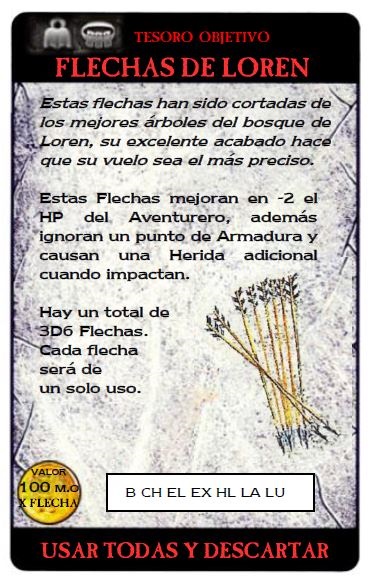 TESORO OBJETIVO
FLECHAS DE LOREN
Estas flechas han sido cortadas de
los mejores árboles del bosque de
Loren, su excelente acabado hace
que su vuelo sea el más preciso.
Estas Flechas mejoran en -2 el
HP del Aventurero, además
ignoran un punto de Armadura y
causan una Herida adicional
cuando impactan.
Hay un total de
3D6 Flechas.
Cada flecha
será de
un solo uso.
VALOR
100 M.O
X FLECHA
B CH EL EX HL LA LU
USAR TODAS Y DESCARTAR